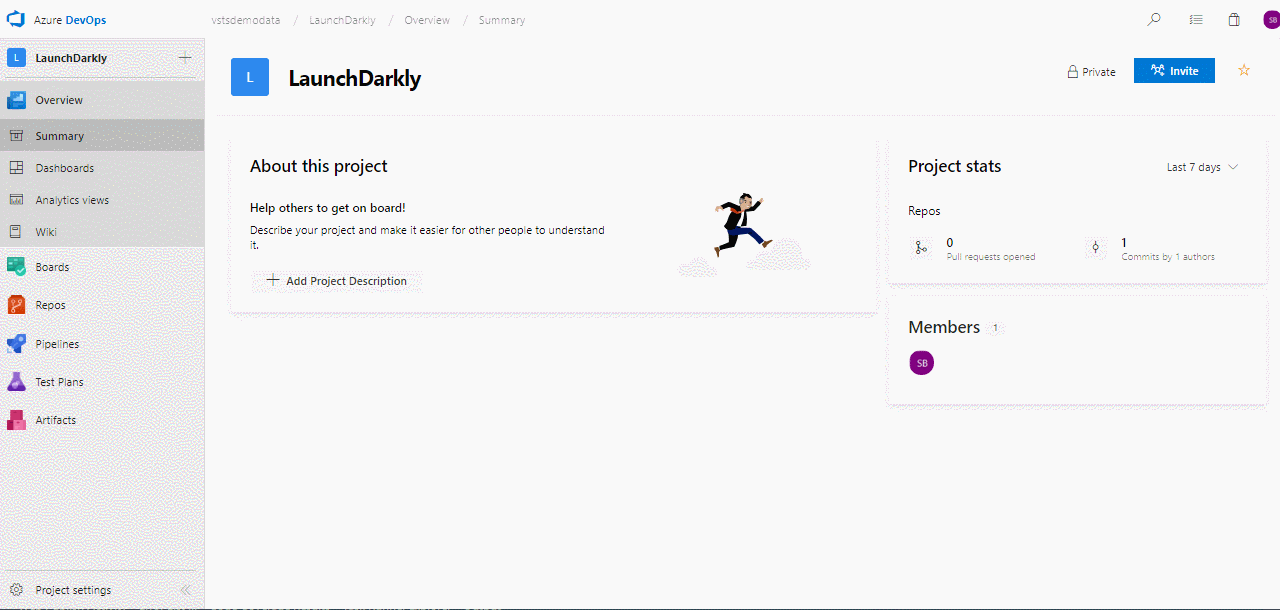 Azure DevOps
vstsdemodata / LaunchDarkly / Overview / Summary
SB
L LaunchDarkly
Overview
Summary
Dashboards
Analytics views
Wiki
Boards
Repos
Pipelines
Test Plans
Artifacts
Project settings
L LaunchDarkly
Private
Invite
About this project
Help others to get on board!
Describe your project and make it easier for other people to understand
it.
Add Project Description
Project stats
Last 7 days
Repos
0
Pull requests opened
1
Commits by 1 authors
Members 1
SB